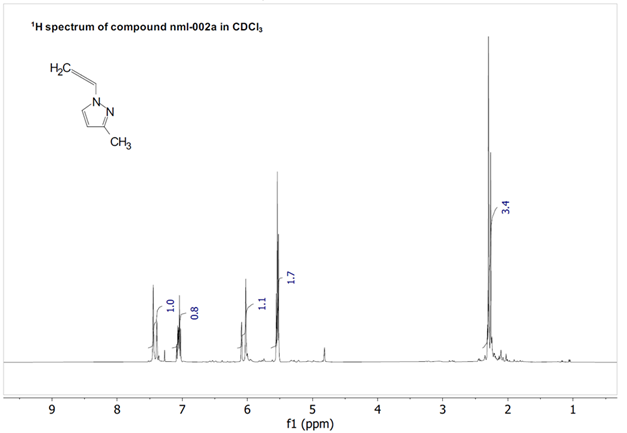 ¹H spectrum of compound nml-002a in CDCl₃
H₂C
N
N
CH₃
1.0
0.8
1.1
1.7
3.4
9 8 7 6 5 4 3 2 1
f1 (ppm)